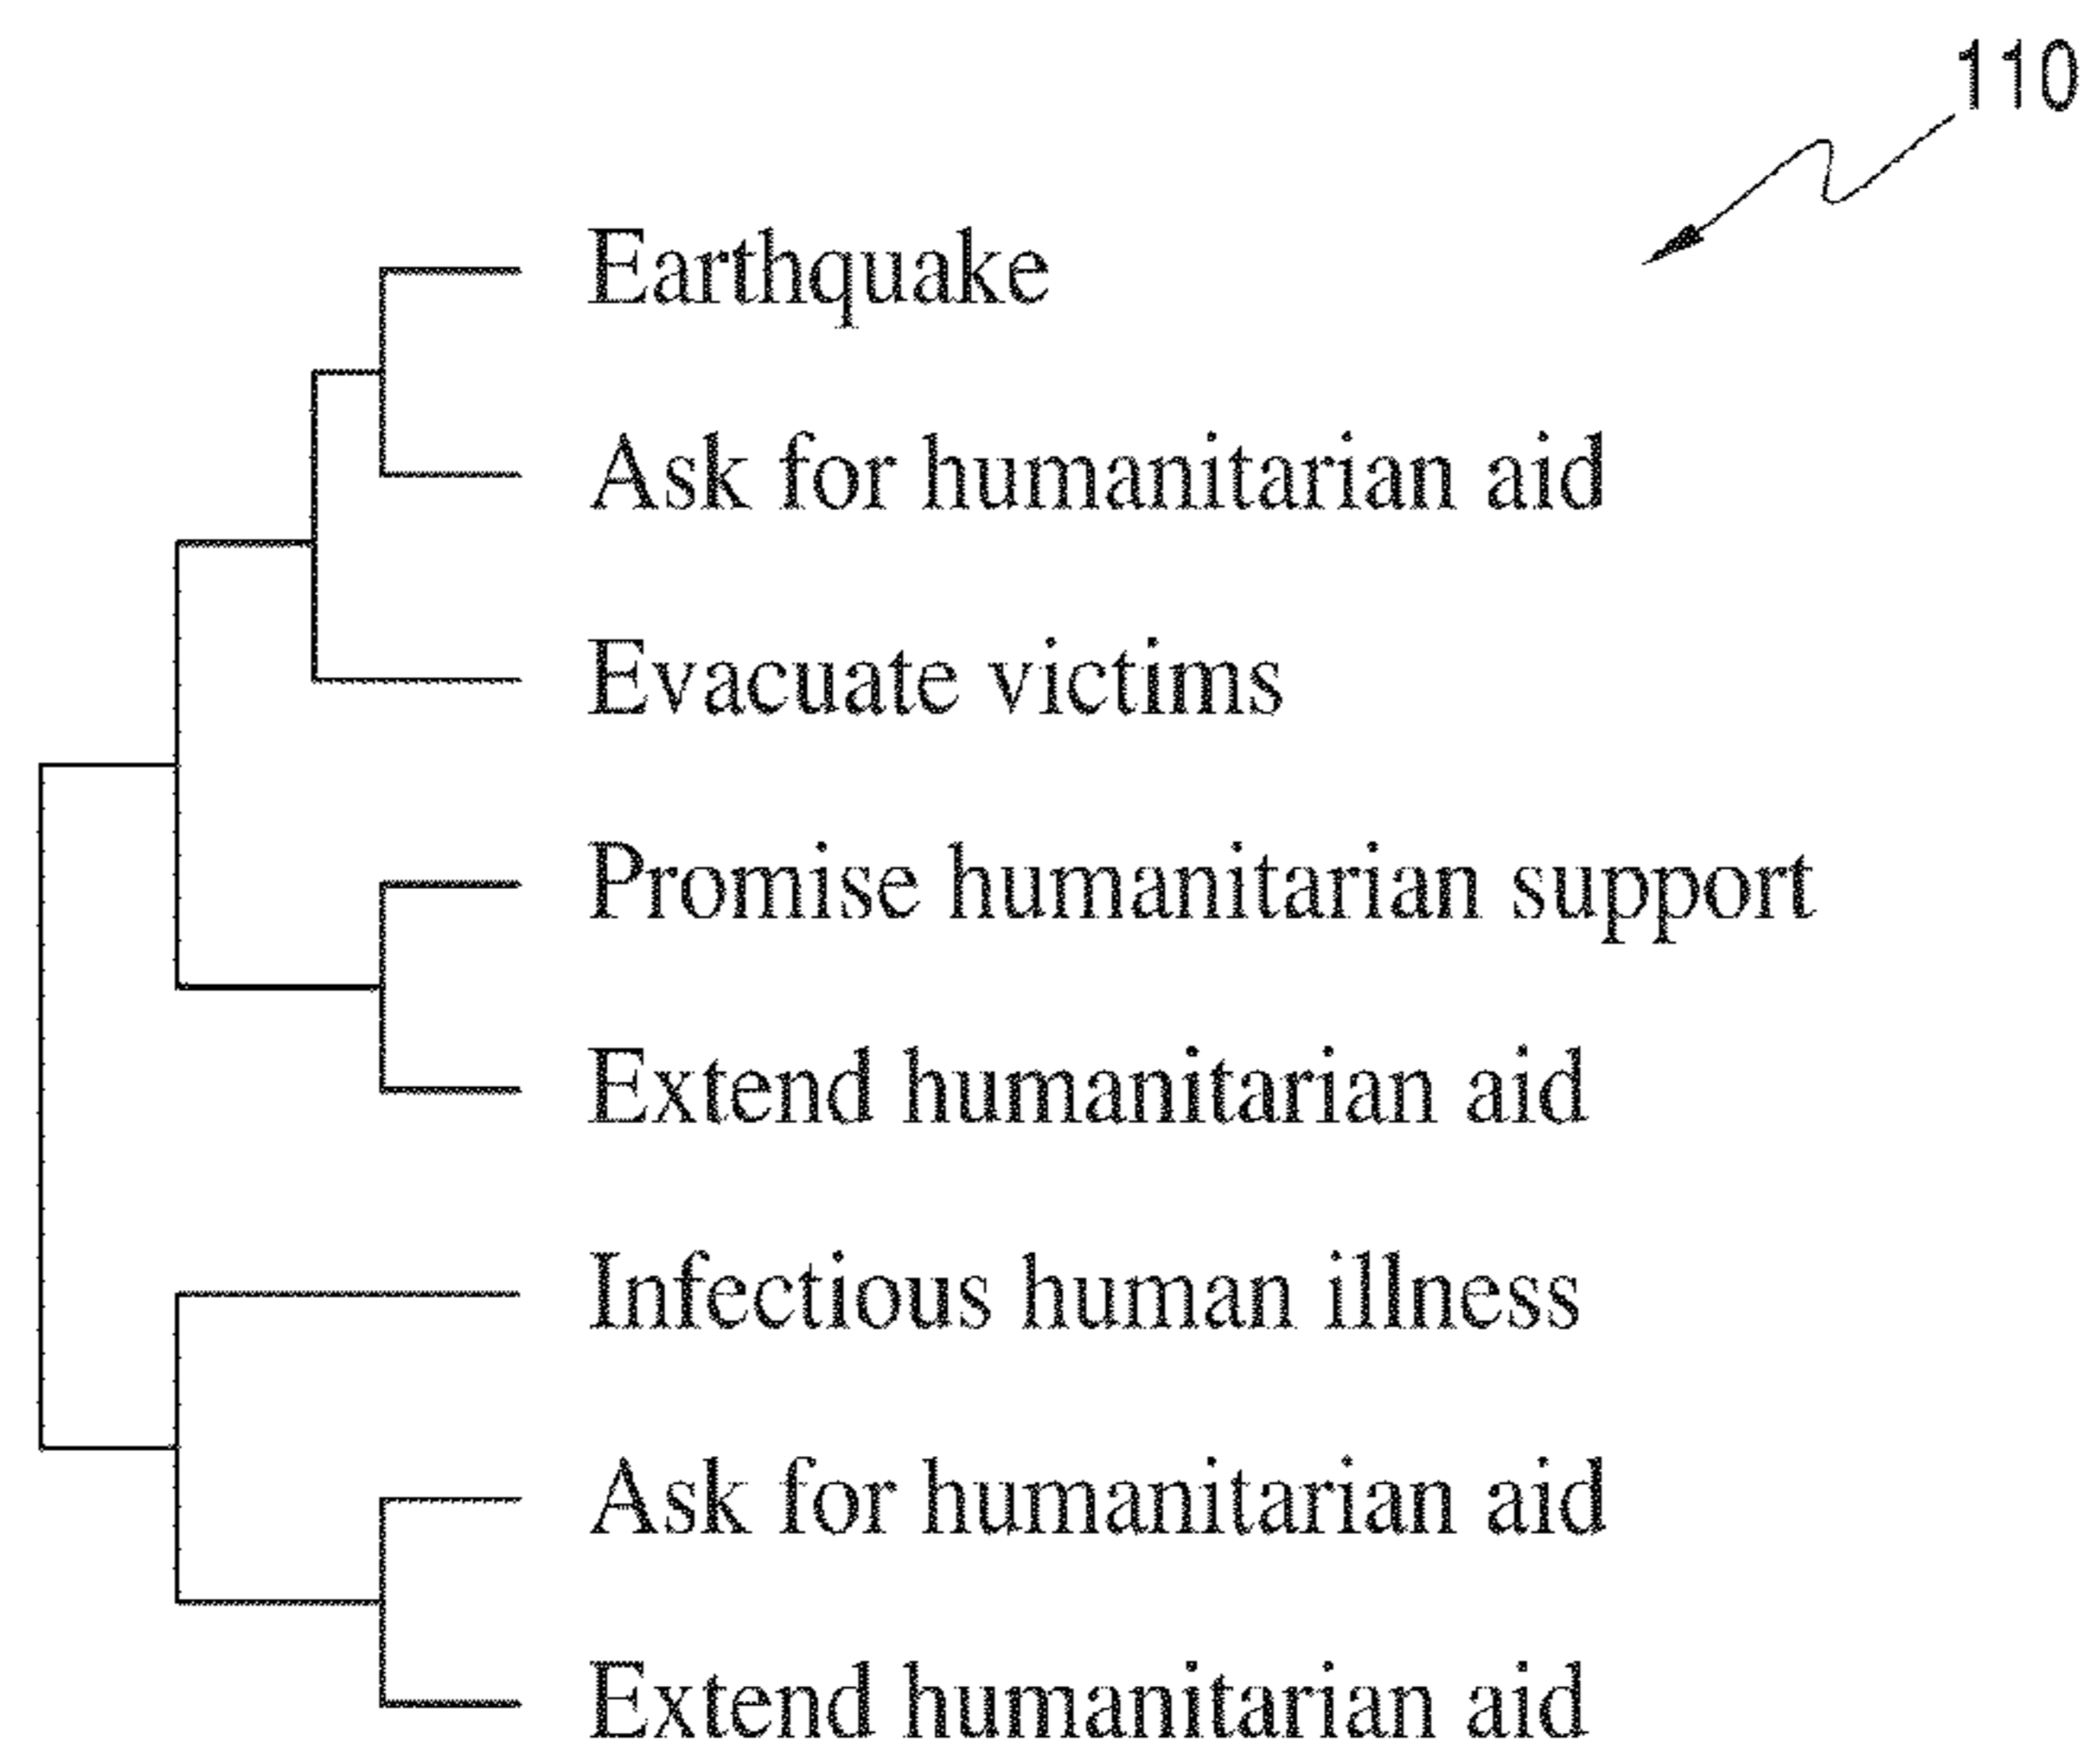 110
Earthquake
Ask for humanitarian aid
Evacuate victims
Promise humanitarian support
Extend humanitarian aid
Infectious human illness
Ask for humanitarian aid
Extend humanitarian aid